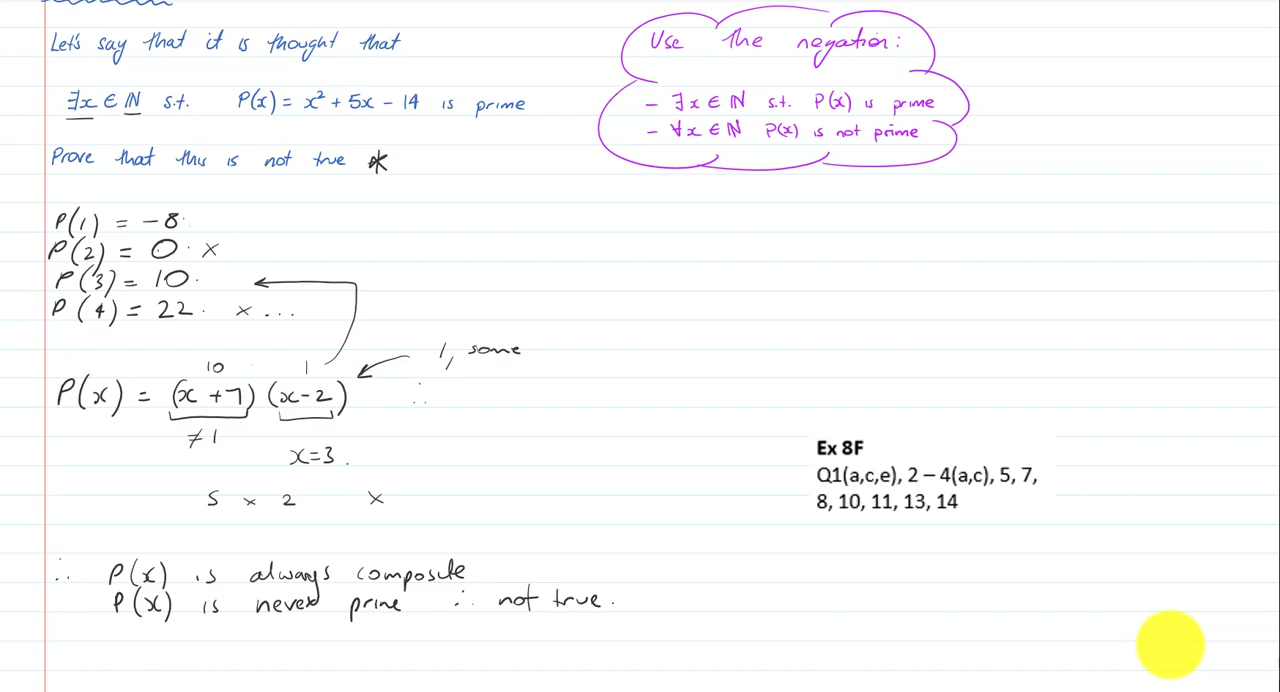 Let's say that it is thought that
∃x ∈ ℕ s.t. P(x) = x² + 5x − 14 is prime
Prove that this is not true *
Use the negation:
- ∃x ∈ ℕ s.t. P(x) is prime
- ∀x ∈ ℕ P(x) is not prime
P(1) = −8.
P(2) = 0. ×
P(3) = 10.
P(4) = 22. × ...
10 1
1, some
P(x) = (x + 7) (x − 2) ∴
≠ 1
x = 3.
5 × 2 ×
Ex 8F
Q1(a,c,e), 2 – 4(a,c), 5, 7,
8, 10, 11, 13, 14
∴ P(x) is always composite
P(x) is never prime ∴ not true.